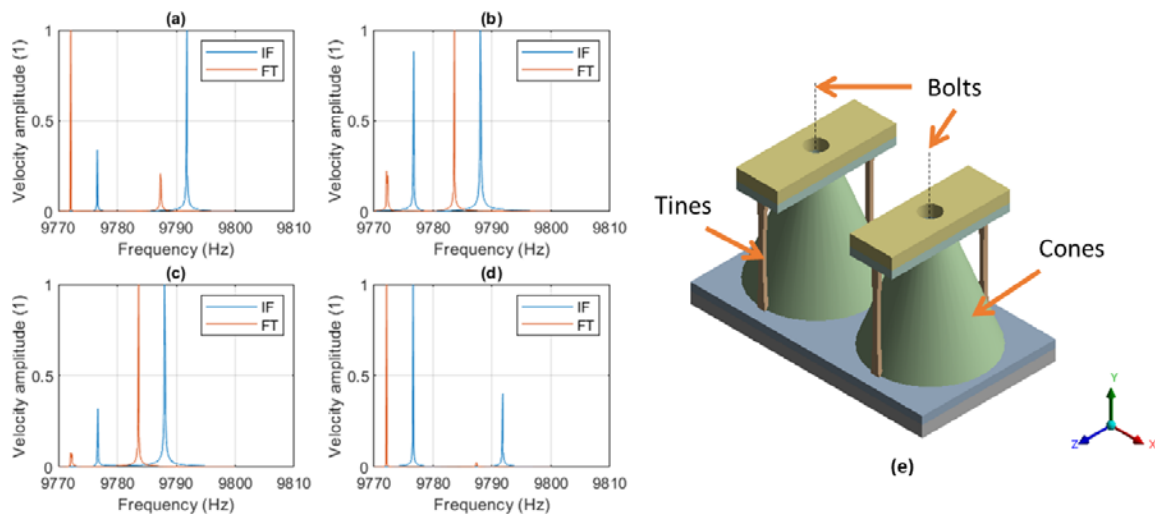 (a)
Velocity amplitude (1)
1
0.5
0
9770 9780 9790 9800 9810
Frequency (Hz)
IF
FT
(b)
Velocity amplitude (1)
1
0.5
0
9770 9780 9790 9800 9810
Frequency (Hz)
IF
FT
(c)
Velocity amplitude (1)
1
0.5
0
9770 9780 9790 9800 9810
Frequency (Hz)
IF
FT
(d)
Velocity amplitude (1)
1
0.5
0
9770 9780 9790 9800 9810
Frequency (Hz)
IF
FT
Bolts
Tines
Cones
Y
Z
X
(e)